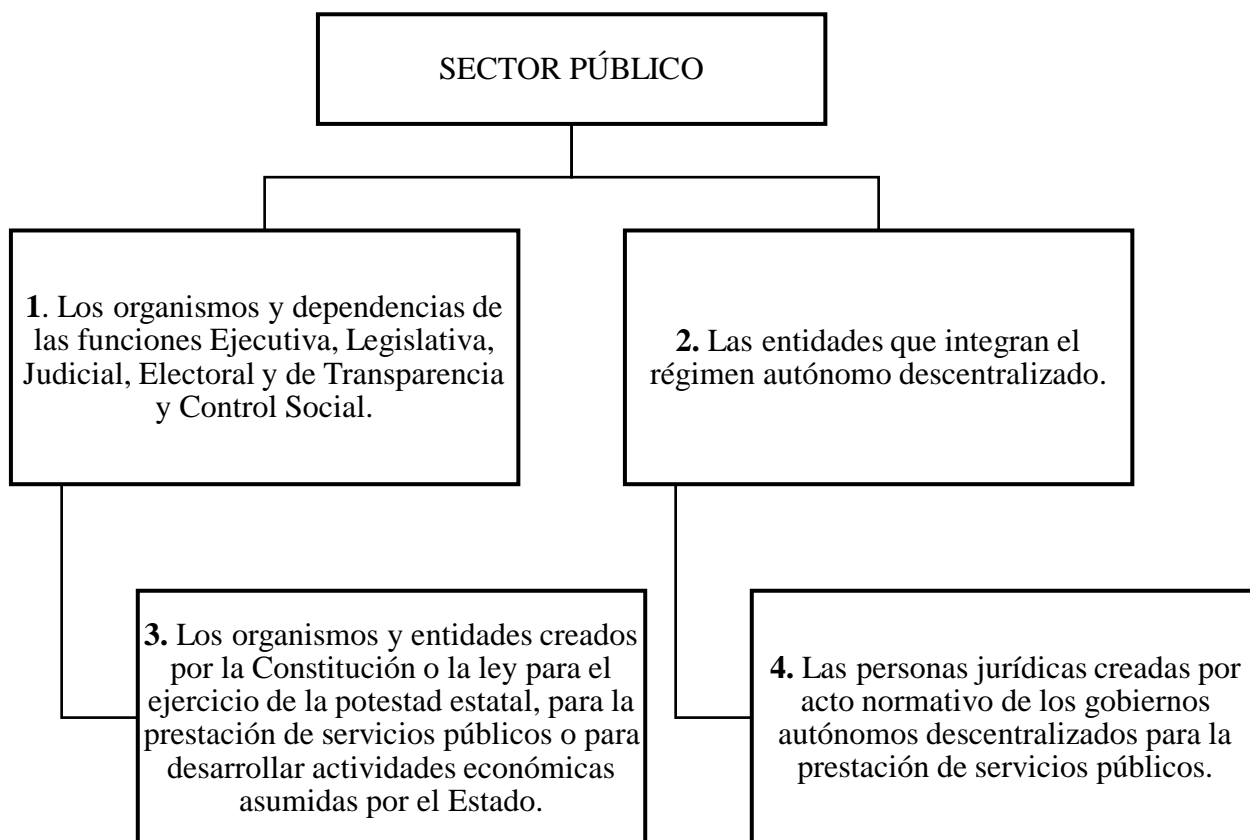 SECTOR PÚBLICO
1. Los organismos y dependencias de
las funciones Ejecutiva, Legislativa,
Judicial, Electoral y de Transparencia
y Control Social.
2. Las entidades que integran el
régimen autónomo descentralizado.
3. Los organismos y entidades creados
por la Constitución o la ley para el
ejercicio de la potestad estatal, para la
prestación de servicios públicos o para
desarrollar actividades económicas
asumidas por el Estado.
4. Las personas jurídicas creadas por
acto normativo de los gobiernos
autónomos descentralizados para la
prestación de servicios públicos.